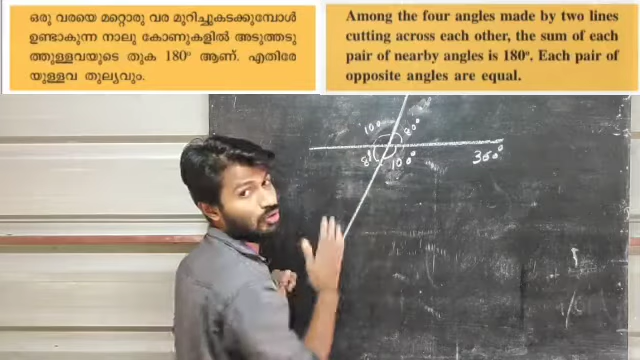 ഒരു വരയെ മറ്റൊരു വര മുറിച്ചുകടക്കുമ്പോൾ
ഉണ്ടാകുന്ന നാലു കോണുകളിൽ അടുത്തടു
ത്തുള്ളവയുടെ തുക 180° ആണ്. എതിരേ
യുള്ളവ തുല്യവും.
Among the four angles made by two lines
cutting across each other, the sum of each
pair of nearby angles is 180°. Each pair of
opposite angles are equal.
80°
100°
360°